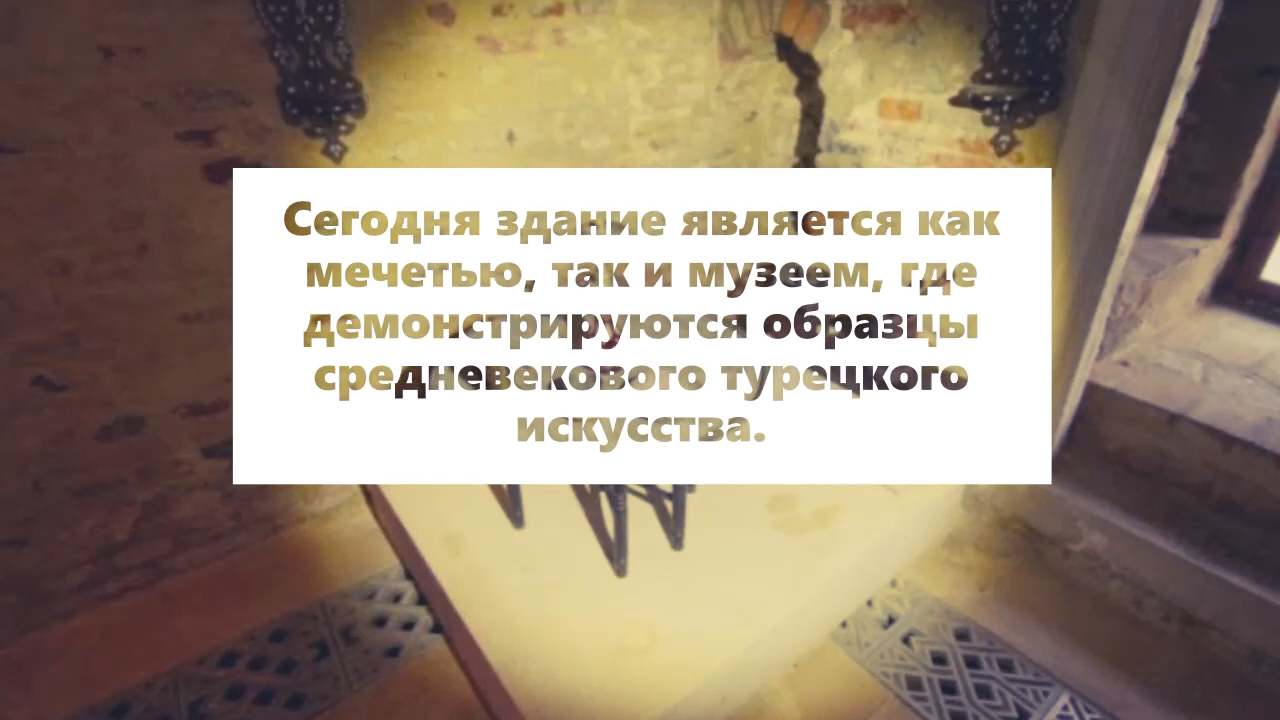 Сегодня здание является как
мечетью, так и музеем, где
демонстрируются образцы
средневекового турецкого
искусства.